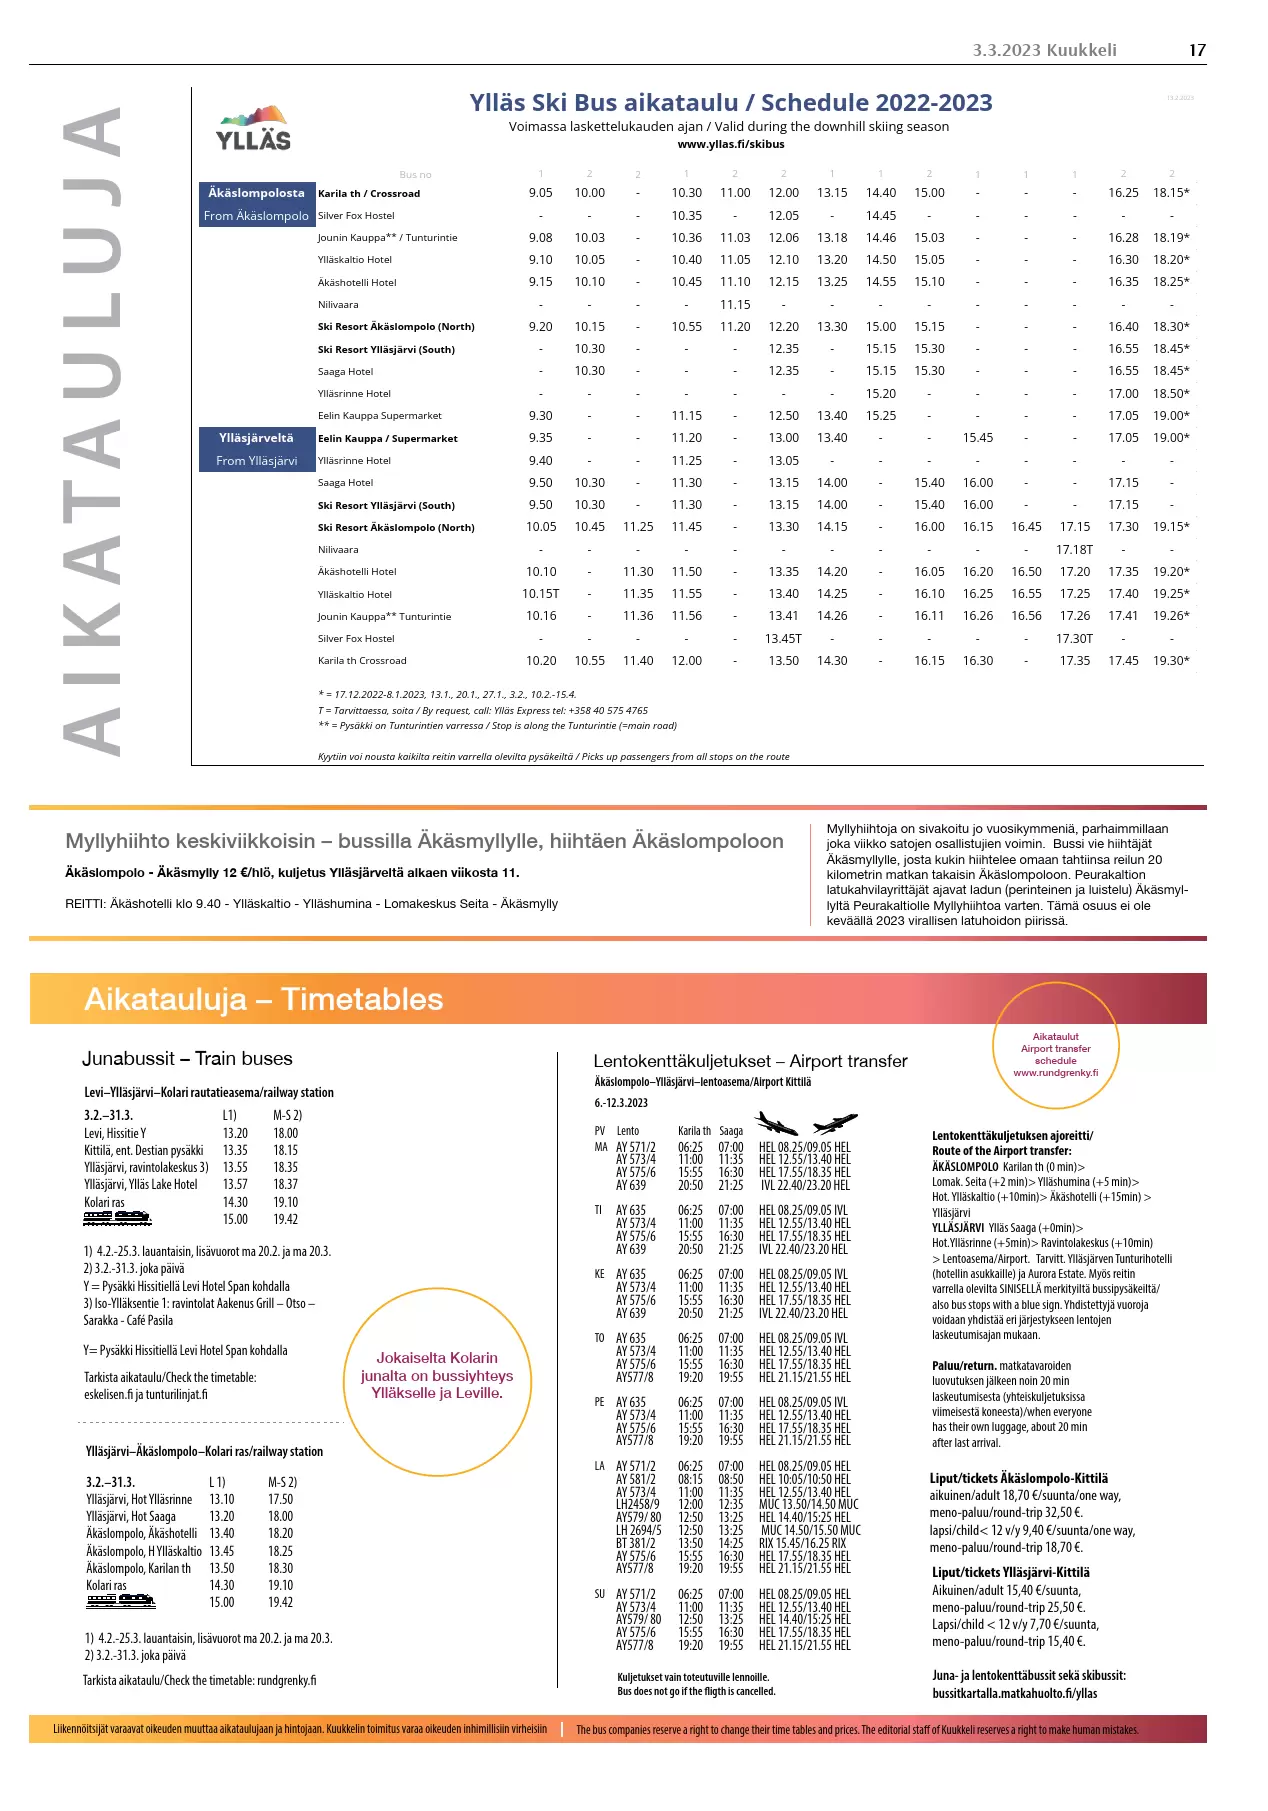 3.3.2023 Kuukkeli 17
AIKATAULUJA
YLLÄS
Ylläs Ski Bus aikataulu / Schedule 2022-2023
13.2.2023
Voimassa laskettelukauden ajan / Valid during the downhill skiing season
www.yllas.fi/skibus
Bus no 1 2 2 1 2 2 1 1 2 1 1 1 2 2
Äkäslompolosta Karila th / Crossroad 9.05 10.00 - 10.30 11.00 12.00 13.15 14.40 15.00 - - - 16.25 18.15*
From Äkäslompolo Silver Fox Hostel - - - 10.35 - 12.05 - 14.45 - - - - - -
Jounin Kauppa** / Tunturintie 9.08 10.03 - 10.36 11.03 12.06 13.18 14.46 15.03 - - - 16.28 18.19*
Ylläskaltio Hotel 9.10 10.05 - 10.40 11.05 12.10 13.20 14.50 15.05 - - - 16.30 18.20*
Äkäshotelli Hotel 9.15 10.10 - 10.45 11.10 12.15 13.25 14.55 15.10 - - - 16.35 18.25*
Nilivaara - - - - 11.15 - - - - - - - - -
Ski Resort Äkäslompolo (North) 9.20 10.15 - 10.55 11.20 12.20 13.30 15.00 15.15 - - - 16.40 18.30*
Ski Resort Ylläsjärvi (South) - 10.30 - - - 12.35 - 15.15 15.30 - - - 16.55 18.45*
Saaga Hotel - 10.30 - - - 12.35 - 15.15 15.30 - - - 16.55 18.45*
Ylläsrinne Hotel - - - - - - - 15.20 - - - - 17.00 18.50*
Eelin Kauppa Supermarket 9.30 - - 11.15 - 12.50 13.40 15.25 - - - - 17.05 19.00*
Ylläsjärveltä Eelin Kauppa / Supermarket 9.35 - - 11.20 - 13.00 13.40 - - 15.45 - - 17.05 19.00*
From Ylläsjärvi Ylläsrinne Hotel 9.40 - - 11.25 - 13.05 - - - - - - - -
Saaga Hotel 9.50 10.30 - 11.30 - 13.15 14.00 - 15.40 16.00 - - 17.15 -
Ski Resort Ylläsjärvi (South) 9.50 10.30 - 11.30 - 13.15 14.00 - 15.40 16.00 - - 17.15 -
Ski Resort Äkäslompolo (North) 10.05 10.45 11.25 11.45 - 13.30 14.15 - 16.00 16.15 16.45 17.15 17.30 19.15*
Nilivaara - - - - - - - - - - - 17.18T - -
Äkäshotelli Hotel 10.10 - 11.30 11.50 - 13.35 14.20 - 16.05 16.20 16.50 17.20 17.35 19.20*
Ylläskaltio Hotel 10.15T - 11.35 11.55 - 13.40 14.25 - 16.10 16.25 16.55 17.25 17.40 19.25*
Jounin Kauppa** Tunturintie 10.16 - 11.36 11.56 - 13.41 14.26 - 16.11 16.26 16.56 17.26 17.41 19.26*
Silver Fox Hostel - - - - - 13.45T - - - - - 17.30T - -
Karila th Crossroad 10.20 10.55 11.40 12.00 - 13.50 14.30 - 16.15 16.30 - 17.35 17.45 19.30*
* = 17.12.2022-8.1.2023, 13.1., 20.1., 27.1., 3.2., 10.2.-15.4.
T = Tarvittaessa, soita / By request, call: Ylläs Express tel: +358 40 575 4765
** = Pysäkki on Tunturintien varressa / Stop is along the Tunturintie (=main road)
Kyytiin voi nousta kaikilta reitin varrella olevilta pysäkeiltä / Picks up passengers from all stops on the route
Myllyhiihto keskiviikkoisin – bussilla Äkäsmyllylle, hiihtäen Äkäslompoloon
Äkäslompolo - Äkäsmylly 12 €/hlö, kuljetus Ylläsjärveltä alkaen viikosta 11.
REITTI: Äkäshotelli klo 9.40 - Ylläskaltio - Ylläshumina - Lomakeskus Seita - Äkäsmylly
Myllyhiihtoja on sivakoitu jo vuosikymmeniä, parhaimmillaan
joka viikko satojen osallistujien voimin. Bussi vie hiihtäjät
Äkäsmyllylle, josta kukin hiihtelee omaan tahtiinsa reilun 20
kilometrin matkan takaisin Äkäslompoloon. Peurakaltion
latukahvilayrittäjät ajavat ladun (perinteinen ja luistelu) Äkäsmyl-
lyltä Peurakaltiolle Myllyhiihtoa varten. Tämä osuus ei ole
keväällä 2023 virallisen latuhoidon piirissä.
Aikatauluja – Timetables
Aikataulut
Airport transfer
schedule
www.rundgrenky.fi
Junabussit – Train buses
Levi–Ylläsjärvi–Kolari rautatieasema/railway station
3.2.–31.3. L1) M-S 2)
Levi, Hissitie Y 13.20 18.00
Kittilä, ent. Destian pysäkki 13.35 18.15
Ylläsjärvi, ravintolakeskus 3) 13.55 18.35
Ylläsjärvi, Ylläs Lake Hotel 13.57 18.37
Kolari ras 14.30 19.10
15.00 19.42
1) 4.2.-25.3. lauantaisin, lisävuorot ma 20.2. ja ma 20.3.
2) 3.2.-31.3. joka päivä
Y = Pysäkki Hissitiellä Levi Hotel Span kohdalla
3) Iso-Ylläksentie 1: ravintolat Aakenus Grill – Otso –
Sarakka - Café Pasila
Y= Pysäkki Hissitiellä Levi Hotel Span kohdalla
Tarkista aikataulu/Check the timetable:
eskelisen.fi ja tunturilinjat.fi
Jokaiselta Kolarin
junalta on bussiyhteys
Ylläkselle ja Leville.
Ylläsjärvi–Äkäslompolo–Kolari ras/railway station
3.2.–31.3. L 1) M-S 2)
Ylläsjärvi, Hot Ylläsrinne 13.10 17.50
Ylläsjärvi, Hot Saaga 13.20 18.00
Äkäslompolo, Äkäshotelli 13.40 18.20
Äkäslompolo, H Ylläskaltio 13.45 18.25
Äkäslompolo, Karilan th 13.50 18.30
Kolari ras 14.30 19.10
15.00 19.42
1) 4.2.-25.3. lauantaisin, lisävuorot ma 20.2. ja ma 20.3.
2) 3.2.-31.3. joka päivä
Tarkista aikataulu/Check the timetable: rundgrenky.fi
Lentokenttäkuljetukset – Airport transfer
Äkäslompolo–Ylläsjärvi–lentoasema/Airport Kittilä
6.-12.3.2023
PV Lento Karila th Saaga
MA AY 571/2 06:25 07:00 HEL 08.25/09.05 HEL
AY 573/4 11:00 11:35 HEL 12.55/13.40 HEL
AY 575/6 15:55 16:30 HEL 17.55/18.35 HEL
AY 639 20:50 21:25 IVL 22.40/23.20 HEL
TI AY 635 06:25 07:00 HEL 08.25/09.05 IVL
AY 573/4 11:00 11:35 HEL 12.55/13.40 HEL
AY 575/6 15:55 16:30 HEL 17.55/18.35 HEL
AY 639 20:50 21:25 IVL 22.40/23.20 HEL
KE AY 635 06:25 07:00 HEL 08.25/09.05 IVL
AY 573/4 11:00 11:35 HEL 12.55/13.40 HEL
AY 575/6 15:55 16:30 HEL 17.55/18.35 HEL
AY 639 20:50 21:25 IVL 22.40/23.20 HEL
TO AY 635 06:25 07:00 HEL 08.25/09.05 IVL
AY 573/4 11:00 11:35 HEL 12.55/13.40 HEL
AY 575/6 15:55 16:30 HEL 17.55/18.35 HEL
AY577/8 19:20 19:55 HEL 21.15/21.55 HEL
PE AY 635 06:25 07:00 HEL 08.25/09.05 IVL
AY 573/4 11:00 11:35 HEL 12.55/13.40 HEL
AY 575/6 15:55 16:30 HEL 17.55/18.35 HEL
AY577/8 19:20 19:55 HEL 21.15/21.55 HEL
LA AY 571/2 06:25 07:00 HEL 08.25/09.05 HEL
AY 581/2 08:15 08:50 HEL 10:05/10:50 HEL
AY 573/4 11:00 11:35 HEL 12.55/13.40 HEL
LH2458/9 12:00 12:35 MUC 13.50/14.50 MUC
AY579/ 80 12:50 13:25 HEL 14.40/15:25 HEL
LH 2694/5 12:50 13:25 MUC 14.50/15.50 MUC
BT 381/2 13:50 14:25 RIX 15.45/16.25 RIX
AY 575/6 15:55 16:30 HEL 17.55/18.35 HEL
AY577/8 19:20 19:55 HEL 21.15/21.55 HEL
SU AY 571/2 06:25 07:00 HEL 08.25/09.05 HEL
AY 573/4 11:00 11:35 HEL 12.55/13.40 HEL
AY579/ 80 12:50 13:25 HEL 14.40/15:25 HEL
AY 575/6 15:55 16:30 HEL 17.55/18.35 HEL
AY577/8 19:20 19:55 HEL 21.15/21.55 HEL
Kuljetukset vain toteutuville lennoille.
Bus does not go if the fligth is cancelled.
Lentokenttäkuljetuksen ajoreitti/
Route of the Airport transfer:
ÄKÄSLOMPOLO Karilan th (0 min)>
Lomak. Seita (+2 min)> Ylläshumina (+5 min)>
Hot. Ylläskaltio (+10min)> Äkäshotelli (+15min) >
Ylläsjärvi
YLLÄSJÄRVI Ylläs Saaga (+0min)>
Hot.Ylläsrinne (+5min)> Ravintolakeskus (+10min)
> Lentoasema/Airport. Tarvitt. Ylläsjärven Tunturihotelli
(hotellin asukkaille) ja Aurora Estate. Myös reitin
varrella olevilta SINISELLÄ merkityiltä bussipysäkeiltä/
also bus stops with a blue sign. Yhdistettyjä vuoroja
voidaan yhdistää eri järjestykseen lentojen
laskeutumisajan mukaan.
Paluu/return. matkatavaroiden
luovutuksen jälkeen noin 20 min
laskeutumisesta (yhteiskuljetuksissa
viimeisestä koneesta)/when everyone
has their own luggage, about 20 min
after last arrival.
Liput/tickets Äkäslompolo-Kittilä
aikuinen/adult 18,70 €/suunta/one way,
meno-paluu/round-trip 32,50 €.
lapsi/child< 12 v/y 9,40 €/suunta/one way,
meno-paluu/round-trip 18,70 €.
Liput/tickets Ylläsjärvi-Kittilä
Aikuinen/adult 15,40 €/suunta,
meno-paluu/round-trip 25,50 €.
Lapsi/child < 12 v/y 7,70 €/suunta,
meno-paluu/round-trip 15,40 €.
Juna- ja lentokenttäbussit sekä skibussit:
bussitkartalla.matkahuolto.fi/yllas
Liikennöitsijät varaavat oikeuden muuttaa aikataulujaan ja hintojaan. Kuukkelin toimitus varaa oikeuden inhimillisiin virheisiin
The bus companies reserve a right to change their time tables and prices. The editorial staff of Kuukkeli reserves a right to make human mistakes.